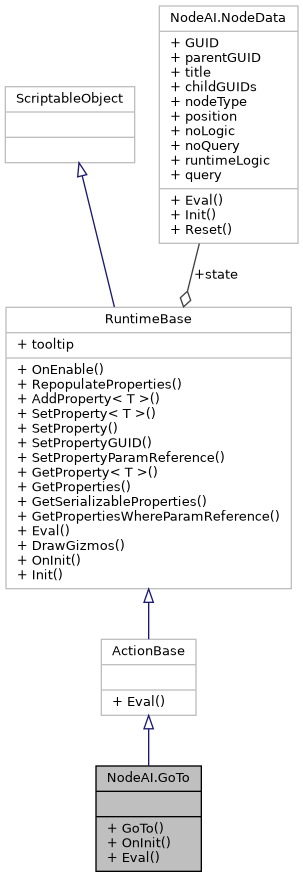 NodeAI.NodeData
+ GUID
+ parentGUID
+ title
+ childGUIDs
+ nodeType
+ position
+ noLogic
+ noQuery
+ runtimeLogic
+ query
+ Eval()
+ Init()
+ Reset()
ScriptableObject
+state
RuntimeBase
+ tooltip
+ OnEnable()
+ RepopulateProperties()
+ AddProperty< T >()
+ SetProperty< T >()
+ SetProperty()
+ SetPropertyGUID()
+ SetPropertyParamReference()
+ GetProperty< T >()
+ GetProperties()
+ GetSerializableProperties()
+ GetPropertiesWhereParamReference()
+ Eval()
+ DrawGizmos()
+ OnInit()
+ Init()
ActionBase
+ Eval()
NodeAI.GoTo
+ GoTo()
+ OnInit()
+ Eval()